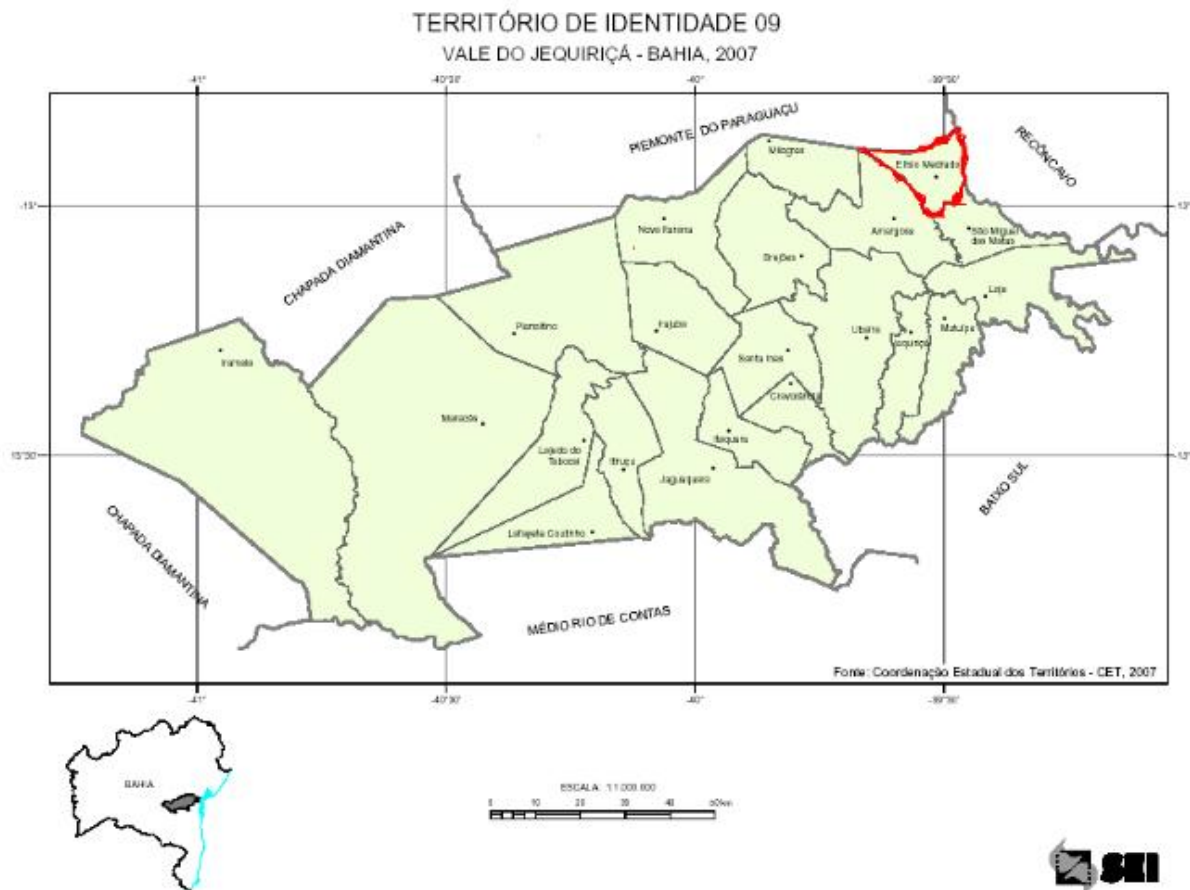 TERRITÓRIO DE IDENTIDADE 09
VALE DO JEQUIRIÇÁ - BAHIA, 2007
-41°
-40°30'
-40°
-39°30'
PIEMONTE DO PARAGUAÇU
RECÔNCAVO
Milagres
Elísio Medrado
-13°
-13°
CHAPADA DIAMANTINA
Nova Itarana
Amargosa
São Miguel
das Matas
Brejões
Laje
Planaltino
Irajuba
Ubaíra
Mutuípe
Jiquiriçá
Iramaia
Santa Inês
Cravolândia
Maracás
Itaquara
Lajedo do
Tabocal
Itiruçu
Jaguaquara
13°30'
-13°
BAIXO SUL
CHAPADA DIAMANTINA
Lafayete Coutinho
MÉDIO RIO DE CONTAS
Fonte: Coordenação Estadual dos Territórios - CET, 2007
-41°
-40°30'
-40°
-39°30'
BAHIA
ESCALA: 1:1.000.000
0 10 20 30 40 50km
SEI